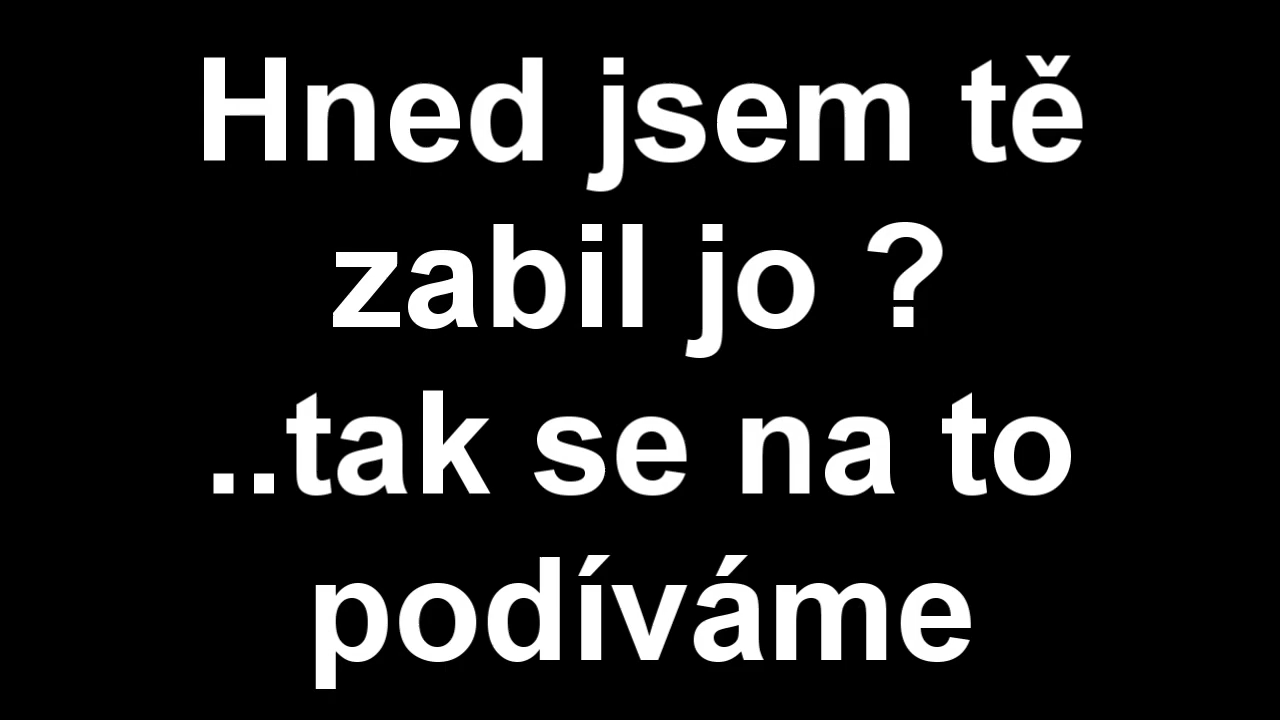 Hned jsem tě
zabil jo ?
..tak se na to
podíváme